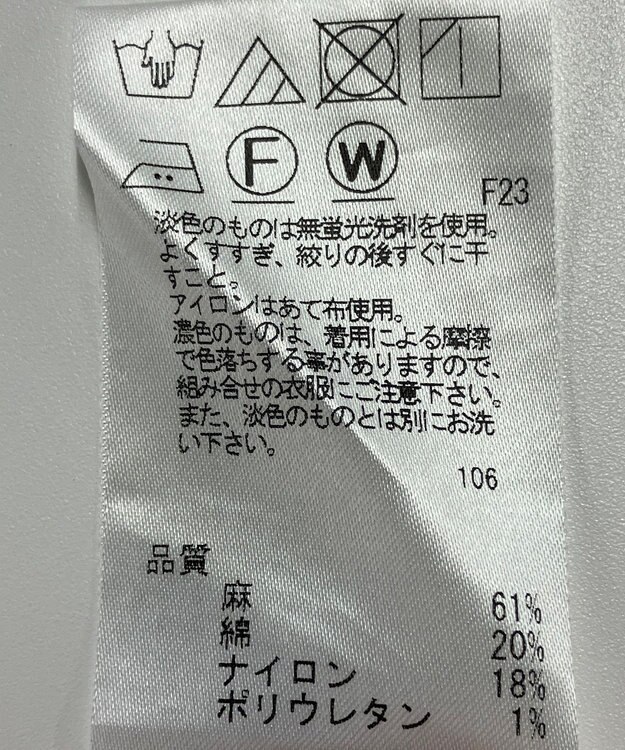 F W F23
淡色のものは無蛍光洗剤を使用。
よくすすぎ、絞りの後すぐに干
すこと。
アイロンはあて布使用。
濃色のものは、着用による摩擦
で色落ちする事がありますので、
組み合せの衣服にご注意下さい。
また、淡色のものとは別にお洗
い下さい。
106
品質
麻 61%
綿 20%
ナイロン 18%
ポリウレタン 1%